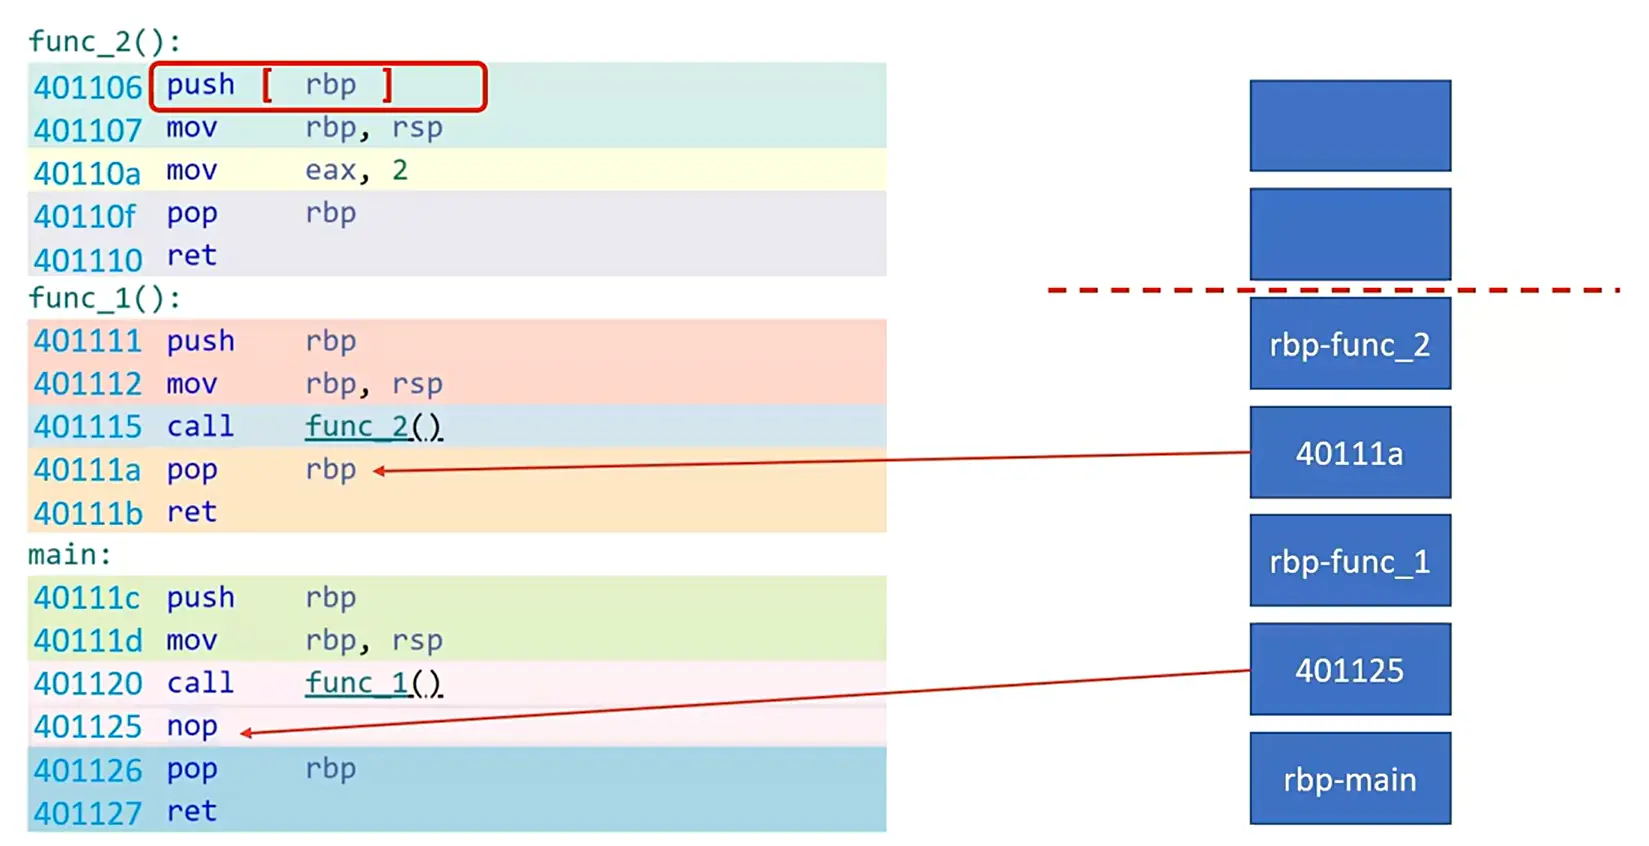 func_2():
401106 push [ rbp ]
401107 mov rbp, rsp
40110a mov eax, 2
40110f pop rbp
401110 ret
func_1():
401111 push rbp
401112 mov rbp, rsp
401115 call func_2()
40111a pop rbp
40111b ret
main:
40111c push rbp
40111d mov rbp, rsp
401120 call func_1()
401125 nop
401126 pop rbp
401127 ret
rbp-func_2
40111a
rbp-func_1
401125
rbp-main